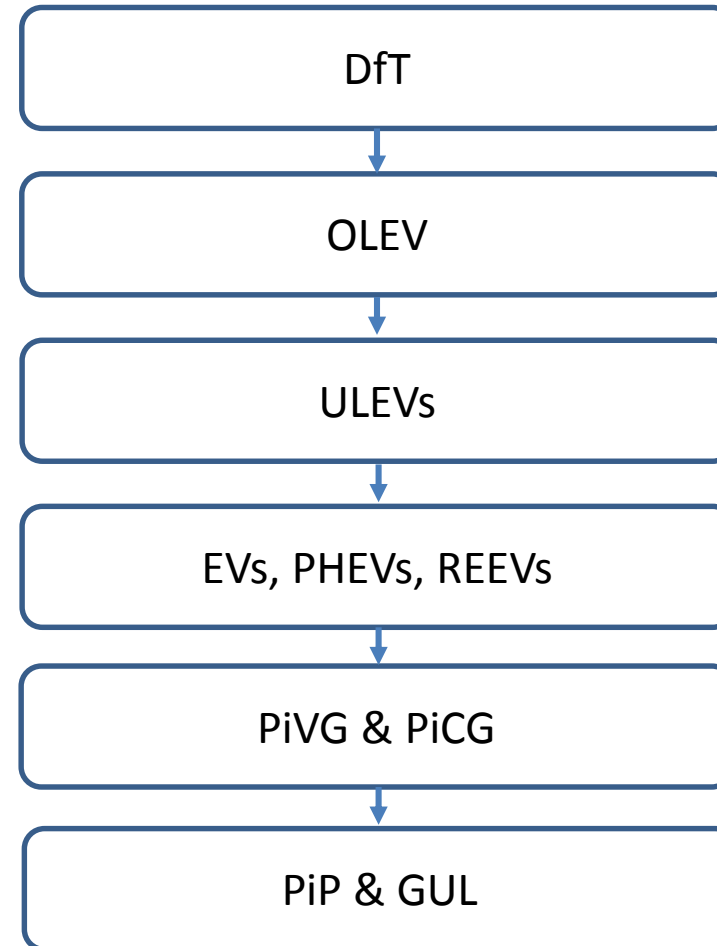 DfT
OLEV
ULEVs
EVs, PHEVs, REEVs
PiVG & PiCG
PiP & GUL